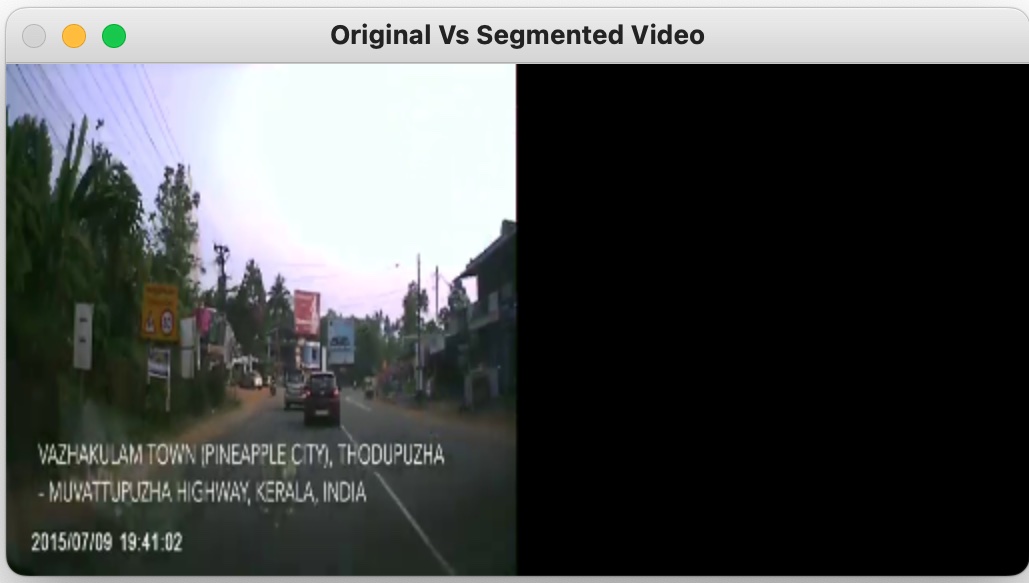 Original Vs Segmented Video
VAZHAKULAM TOWN (PINEAPPLE CITY), THODUPUZHA
- MUVATTUPUZHA HIGHWAY, KERALA, INDIA
2015/07/09 19:41:02